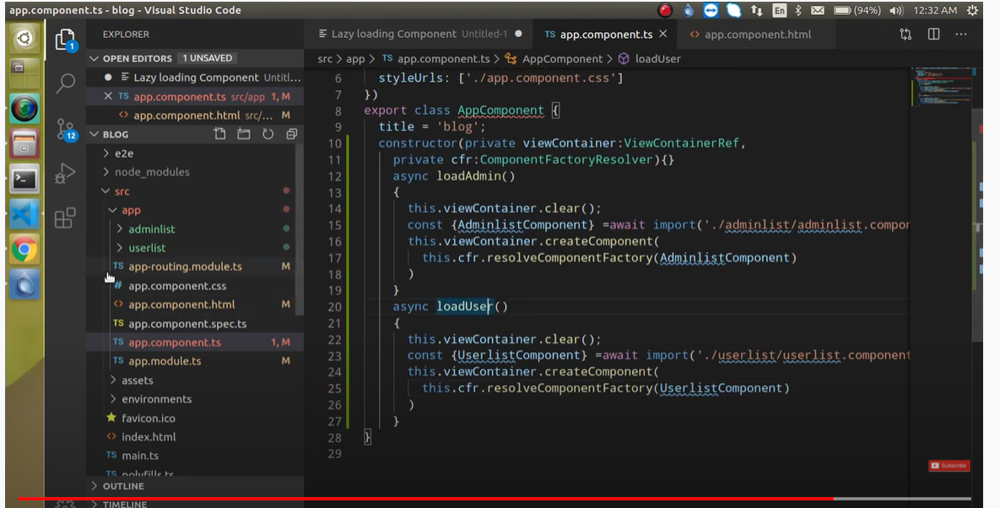 app.component.ts - blog - Visual Studio Code
En (94%) 12:32 AM
1
12
EXPLORER
OPEN EDITORS 1 UNSAVED
Lazy loading Component Untitl...
TS app.component.ts src/app 1, M
<> app.component.html src/... M
BLOG
e2e
node_modules
src
app
adminlist
userlist
TS app-routing.module.ts M
# app.component.css
<> app.component.html M
TS app.component.spec.ts
TS app.component.ts 1, M
TS app.module.ts M
assets
environments
favicon.ico
<> index.html
TS main.ts
TS polyfills.ts
OUTLINE
TIMELINE
Lazy loading Component Untitled-1
TS app.component.ts
<> app.component.html
src > app > TS app.component.ts > AppComponent > loadUser
6 styleUrls: ['./app.component.css']
7 })
8 export class AppComponent {
9 title = 'blog';
10 constructor(private viewContainer:ViewContainerRef,
11 private cfr:ComponentFactoryResolver){}
12 async loadAdmin()
13 {
14 this.viewContainer.clear();
15 const {AdminlistComponent} =await import('./adminlist/adminlist.compon
16 this.viewContainer.createComponent(
17 this.cfr.resolveComponentFactory(AdminlistComponent)
18 )
19 }
20 async loadUser()
21 {
22 this.viewContainer.clear();
23 const {UserlistComponent} =await import('./userlist/userlist.component
24 this.viewContainer.createComponent(
25 this.cfr.resolveComponentFactory(UserlistComponent)
26 )
27 }
28 }
29
Subscribe